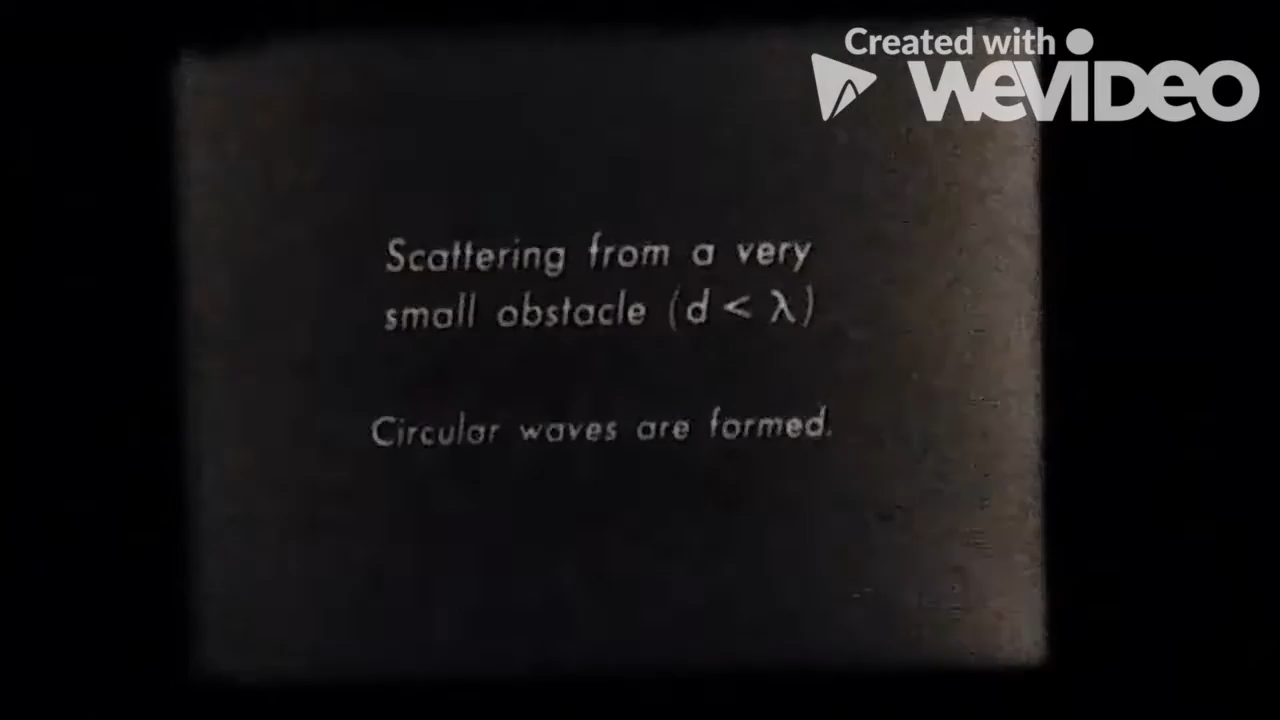 Created with
WEVIDEO
Scattering from a very
small obstacle (d < λ)
Circular waves are formed.